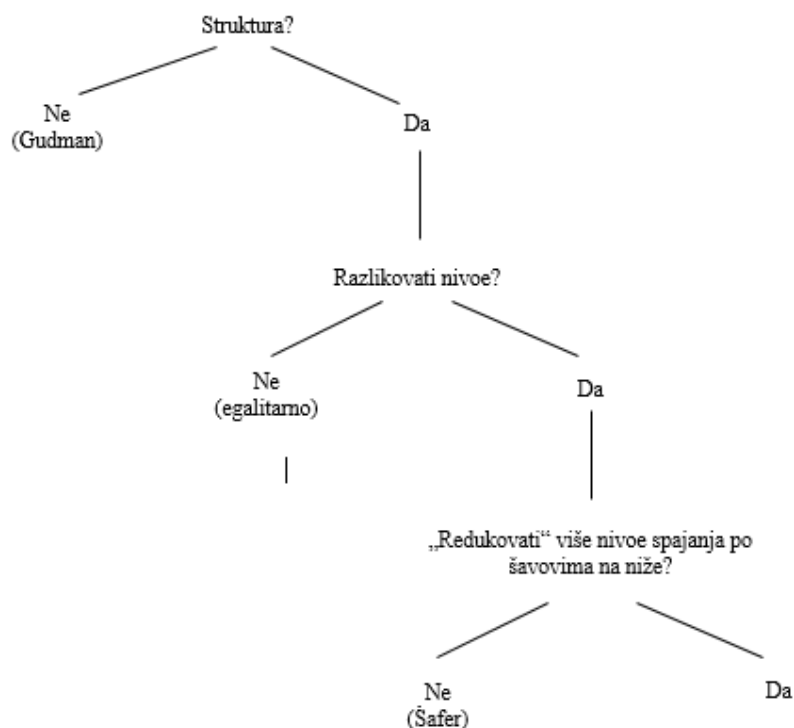 Struktura?
Ne
(Gudman)
Da
Razlikovati nivoe?
Ne
(egalitarno)
Da
„Redukovati“ više nivoe spajanja po
šavovima na niže?
Ne
(Šafer)
Da